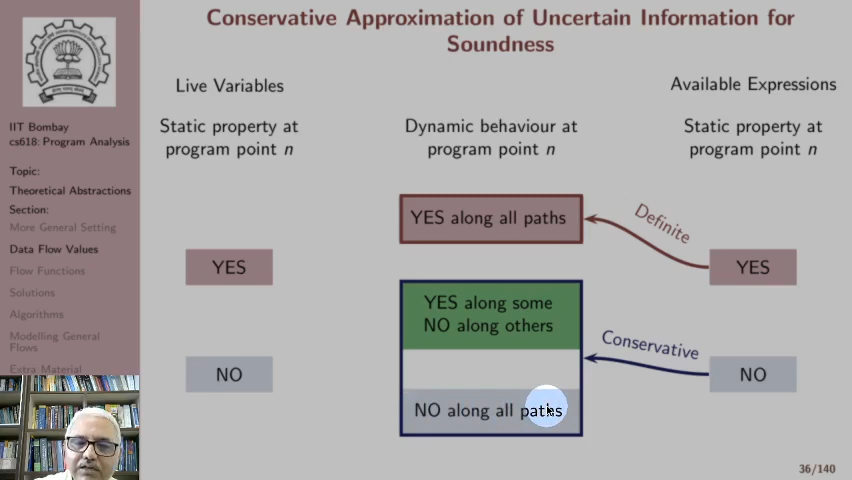 Conservative Approximation of Uncertain Information for
Soundness
IIT Bombay
cs618: Program Analysis
Topic:
Theoretical Abstractions
Section:
More General Setting
Data Flow Values
Flow Functions
Solutions
Algorithms
Modelling General
Flows
Extra Material
Live Variables
Static property at
program point n
YES
NO
Dynamic behaviour at
program point n
YES along all paths
YES along some
NO along others
NO along all paths
Available Expressions
Static property at
program point n
Definite
YES
Conservative
NO
36/140